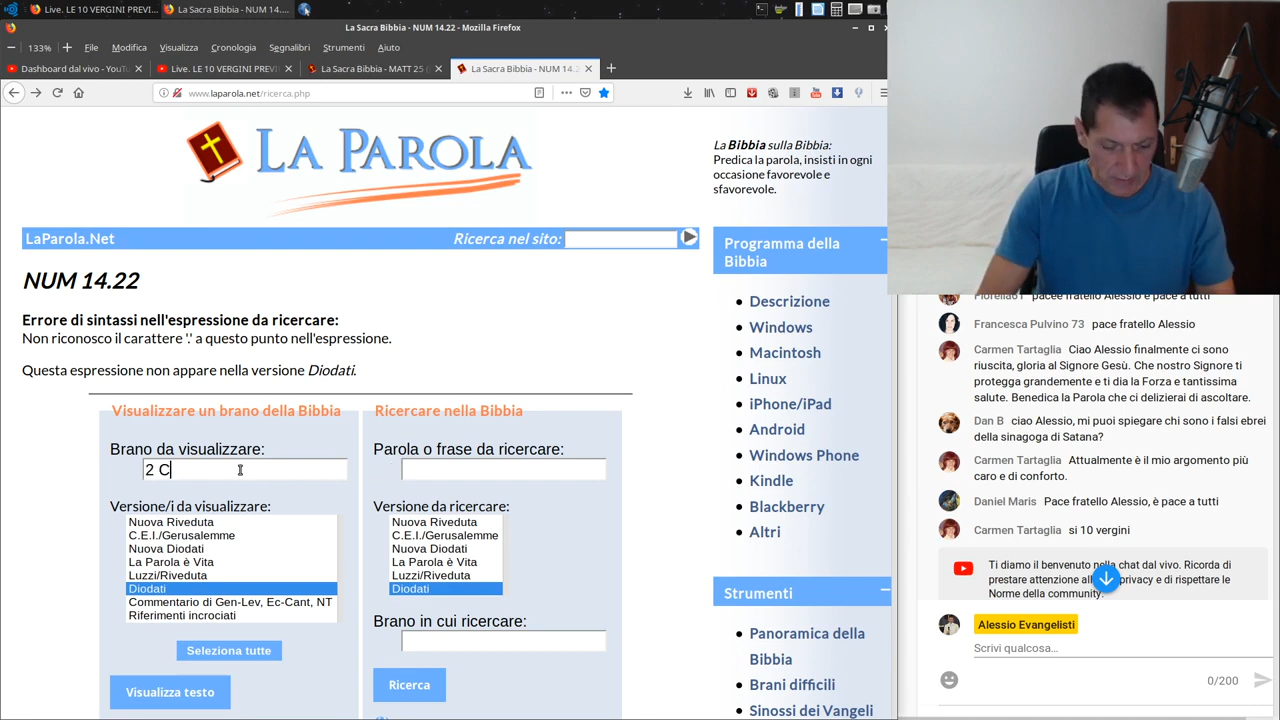 Live. LE 10 VERGINI PREVI...
La Sacra Bibbia - NUM 14....
La Sacra Bibbia - NUM 14.22 - Mozilla Firefox
133%
File
Modifica
Visualizza
Cronologia
Segnalibri
Strumenti
Aiuto
Dashboard dal vivo - YouTu
Live. LE 10 VERGINI PREVI
La Sacra Bibbia - MATT 25 (
La Sacra Bibbia - NUM 14.2
www.laparola.net/ricerca.php
LA PAROLA
La Bibbia sulla Bibbia:
Predica la parola, insisti in ogni
occasione favorevole e
sfavorevole.
LaParola.Net
Ricerca nel sito:
NUM 14.22
Errore di sintassi nell'espressione da ricercare:
Non riconosco il carattere '.' a questo punto nell'espressione.
Questa espressione non appare nella versione Diodati.
Visualizzare un brano della Bibbia
Brano da visualizzare:
2 C
Versione/i da visualizzare:
Nuova Riveduta
C.E.I./Gerusalemme
Nuova Diodati
La Parola è Vita
Luzzi/Riveduta
Diodati
Commentario di Gen-Lev, Ec-Cant, NT
Riferimenti incrociati
Seleziona tutte
Visualizza testo
Ricercare nella Bibbia
Parola o frase da ricercare:
Versione da ricercare:
Nuova Riveduta
C.E.I./Gerusalemme
Nuova Diodati
La Parola è Vita
Luzzi/Riveduta
Diodati
Brano in cui ricercare:
Ricerca
Programma della
Bibbia
Descrizione
Windows
Macintosh
Linux
iPhone/iPad
Android
Windows Phone
Kindle
Blackberry
Altri
Strumenti
Panoramica della
Bibbia
Brani difficili
Sinossi dei Vangeli
Fiorella61 pacee fratello Alessio e pace a tutti
Francesca Pulvino 73 pace fratello Alessio
Carmen Tartaglia Ciao Alessio finalmente ci sono
riuscita, gloria al Signore Gesù. Che nostro Signore ti
protegga grandemente e ti dia la Forza e tantissima
salute. Benedica la Parola che ci delizierai di ascoltare.
Dan B ciao Alessio, mi puoi spiegare chi sono i falsi ebrei
della sinagoga di Satana?
Carmen Tartaglia Attualmente è il mio argomento più
caro e di conforto.
Daniel Maris Pace fratello Alessio, è pace a tutti
Carmen Tartaglia si 10 vergini
Ti diamo il benvenuto nella chat dal vivo. Ricorda di
prestare attenzione alla privacy e di rispettare le
Norme della community.
Alessio Evangelisti
Scrivi qualcosa...
0/200